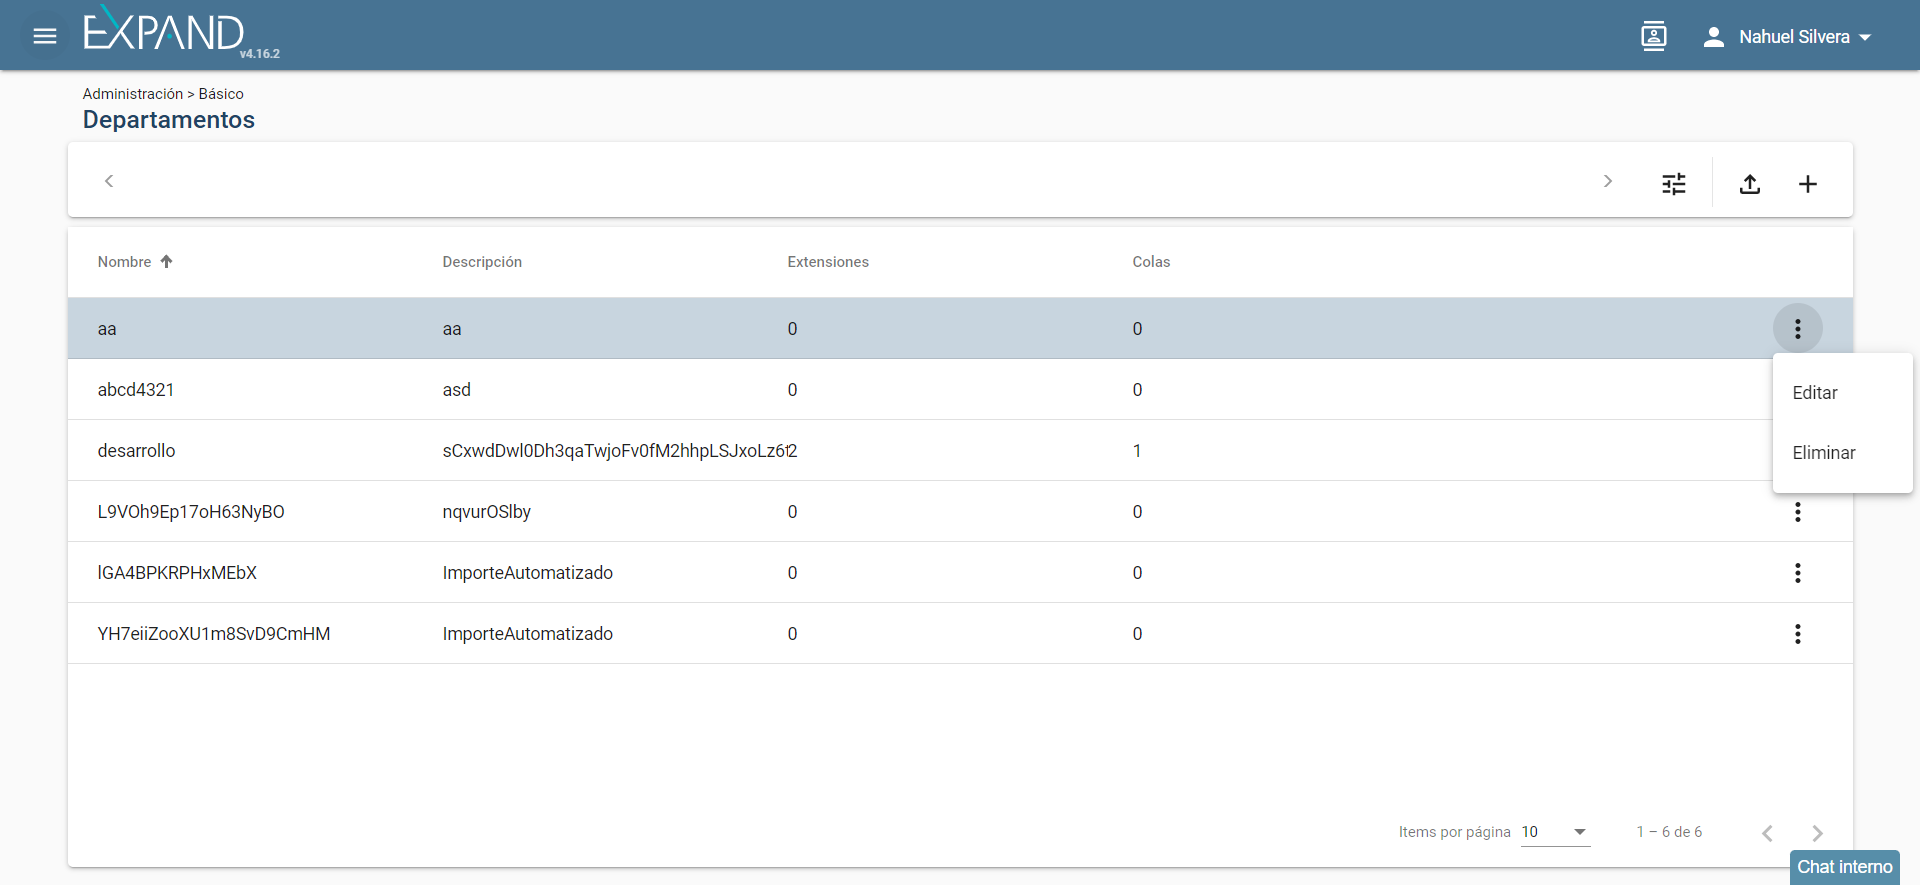 EXPAND
v4.16.2
Nahuel Silvera
Administración > Básico
Departamentos
Nombre Descripción Extensiones Colas
aa aa 0 0
abcd4321 asd 0 0
desarrollo sCxwdDwl0Dh3qaTwjoFv0fM2hhpLSJxoLz6t2 1
L9VOh9Ep17oH63NyBO nqvurOSlby 0 0
lGA4BPKRPHxMEbX ImporteAutomatizado 0 0
YH7eiiZooXU1m8SvD9CmHM ImporteAutomatizado 0 0
Editar
Eliminar
Items por página 10 1 – 6 de 6
Chat interno